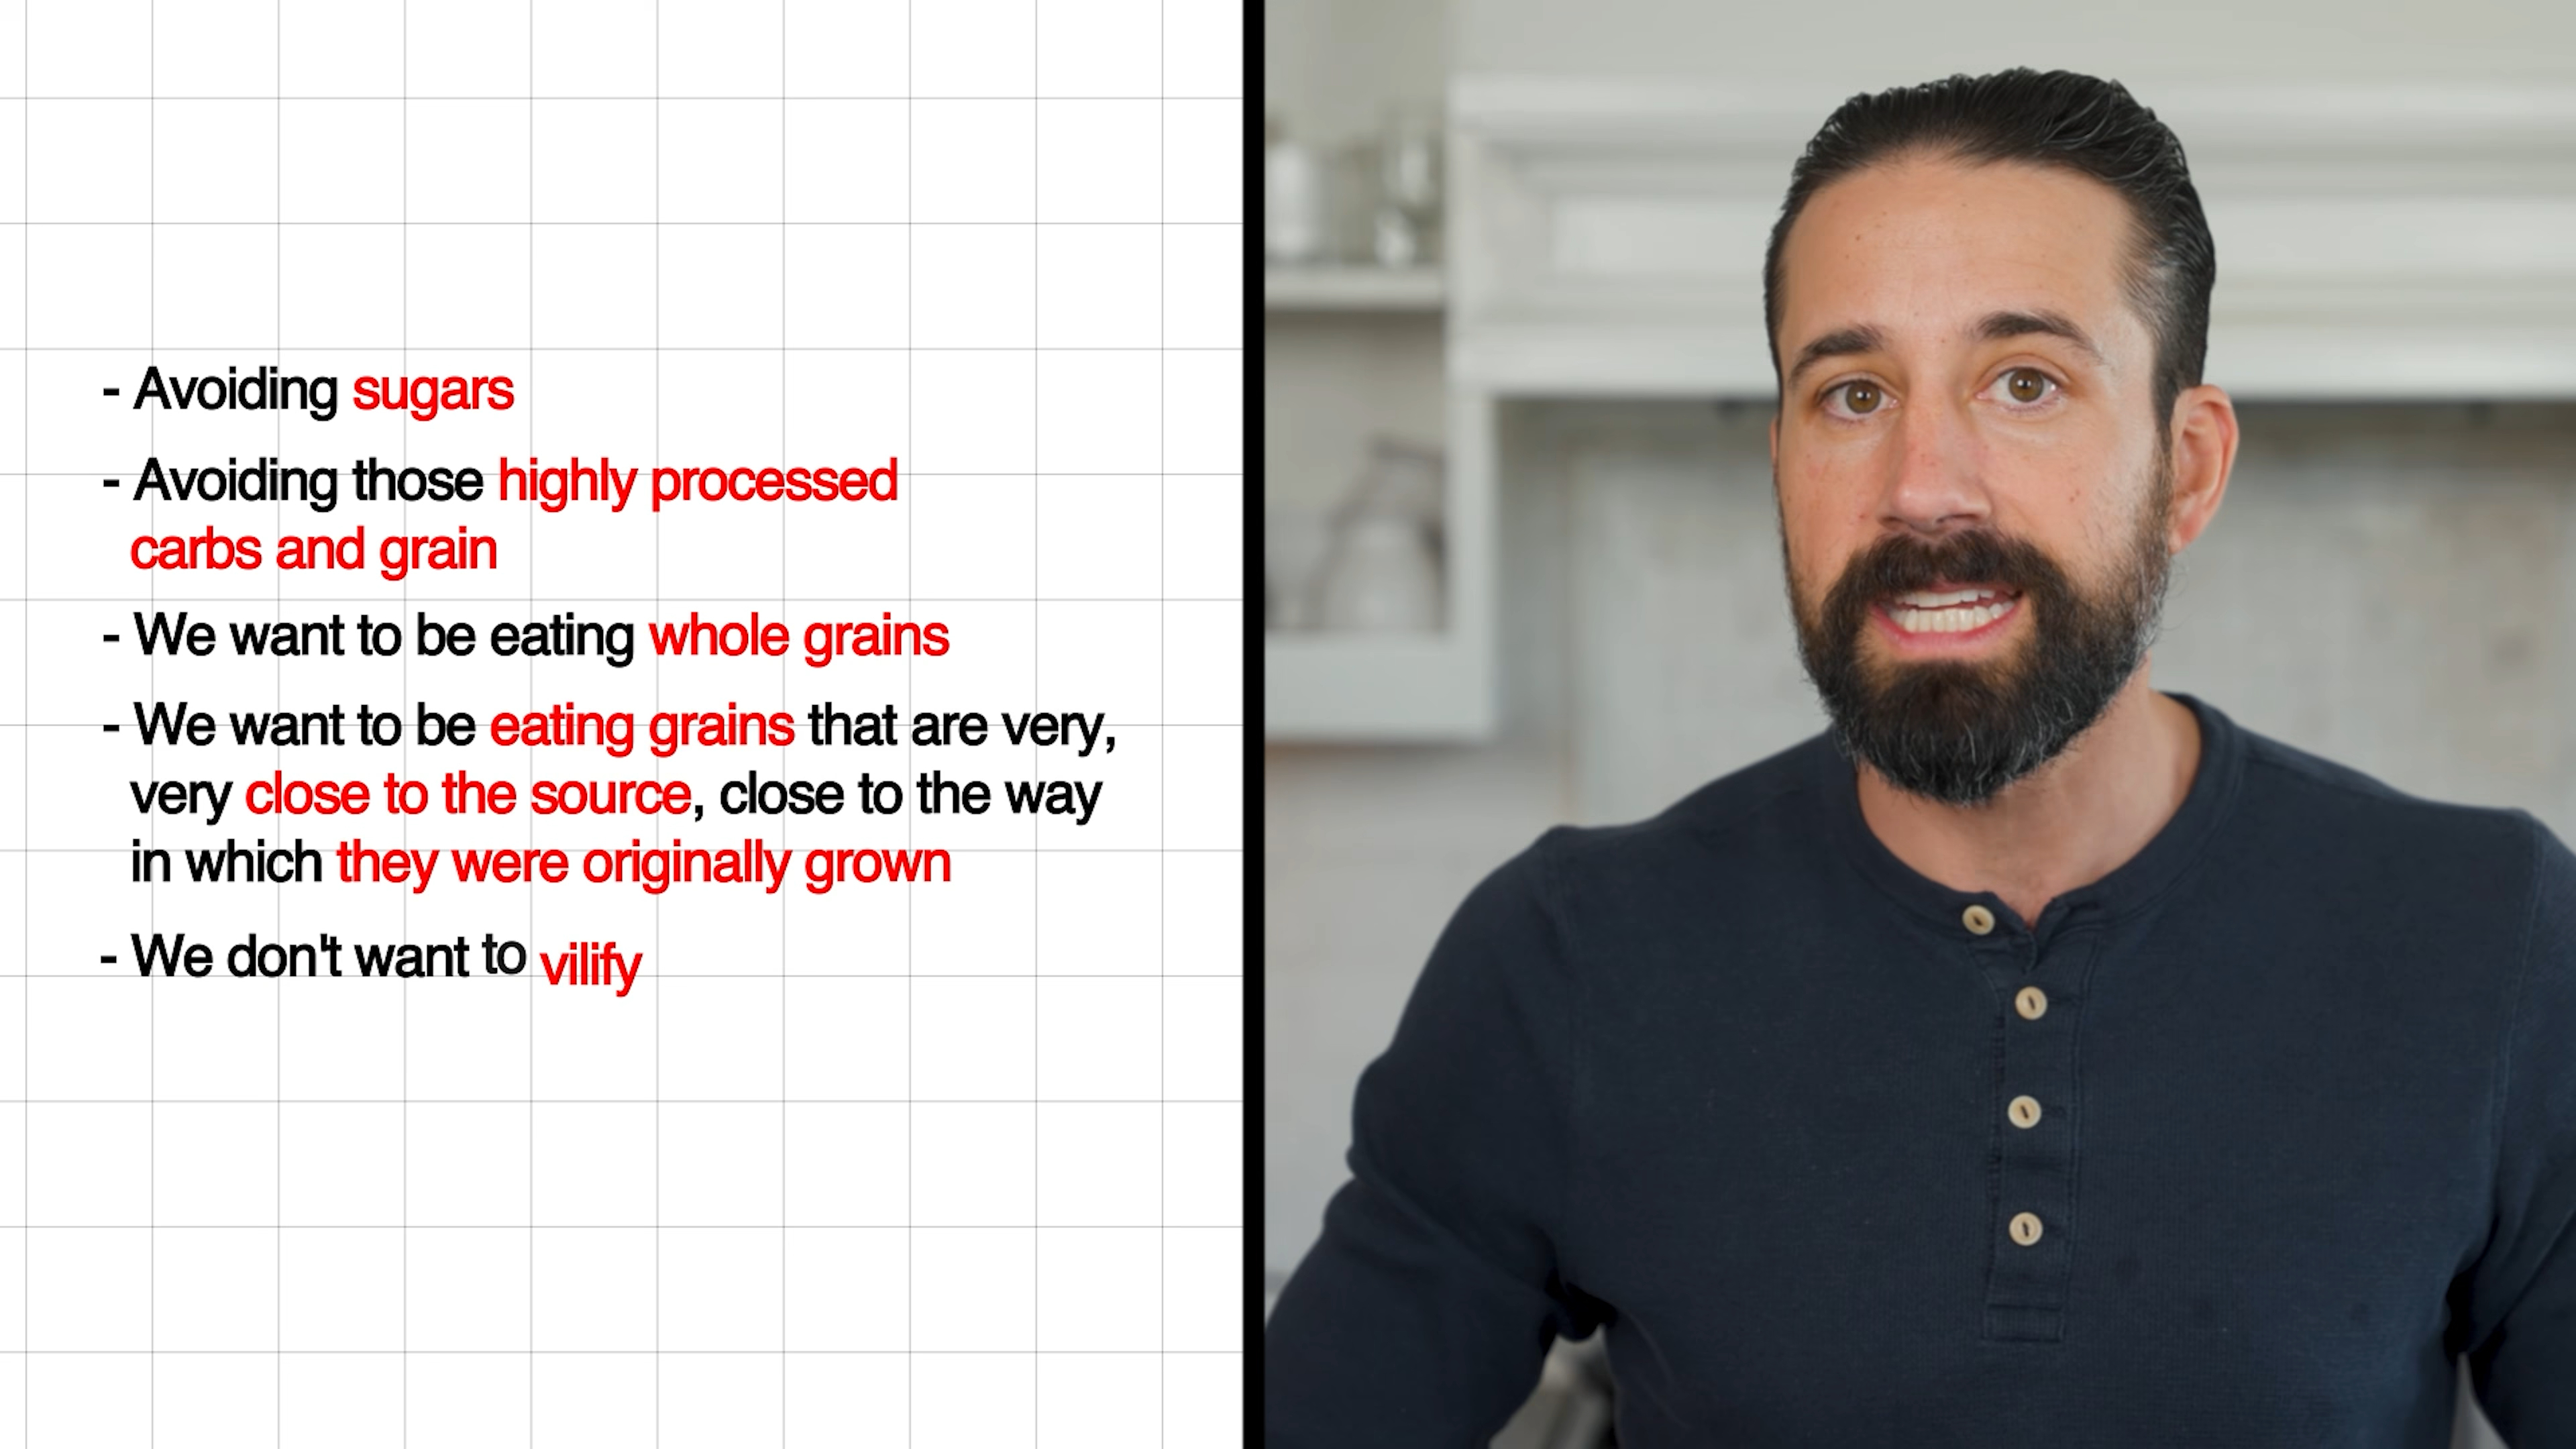 - Avoiding sugars
- Avoiding those highly processed
carbs and grain
- We want to be eating whole grains
- We want to be eating grains that are very,
very close to the source, close to the way
in which they were originally grown
- We don't want to vilify